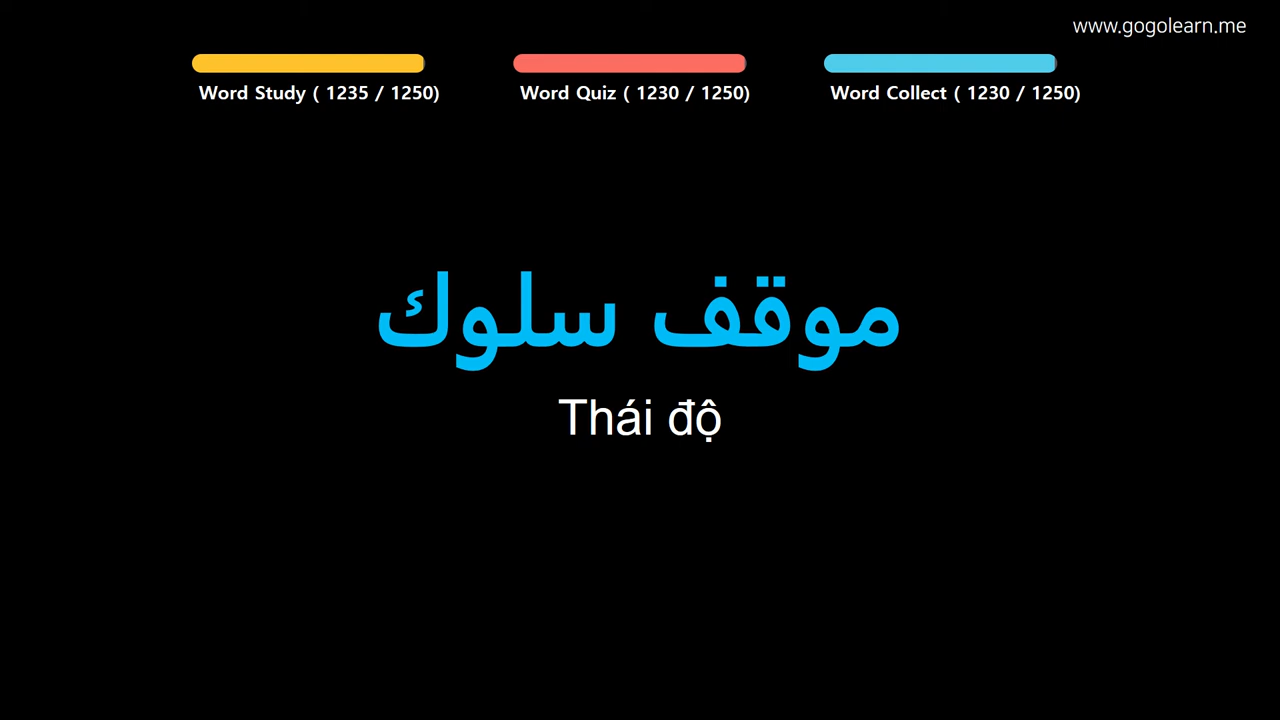 www.gogolearn.me
Word Study ( 1235 / 1250)
Word Quiz ( 1230 / 1250)
Word Collect ( 1230 / 1250)
موقف سلوك
Thái độ